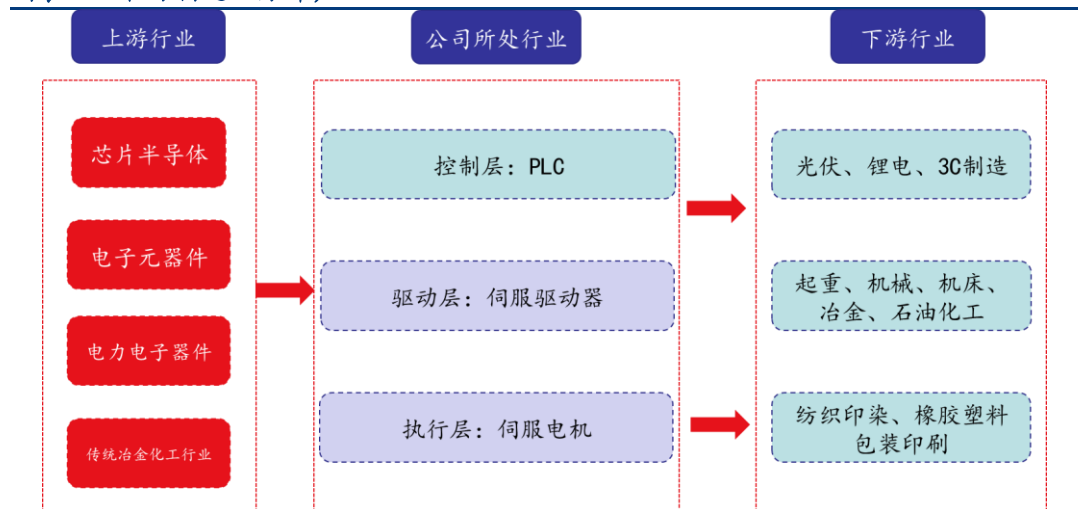 上游行业
公司所处行业
下游行业
芯片半导体
电子元器件
电力电子器件
传统冶金化工行业
控制层：PLC
驱动层：伺服驱动器
执行层：伺服电机
光伏、锂电、3C制造
起重、机械、机床、
冶金、石油化工
纺织印染、橡胶塑料
包装印刷